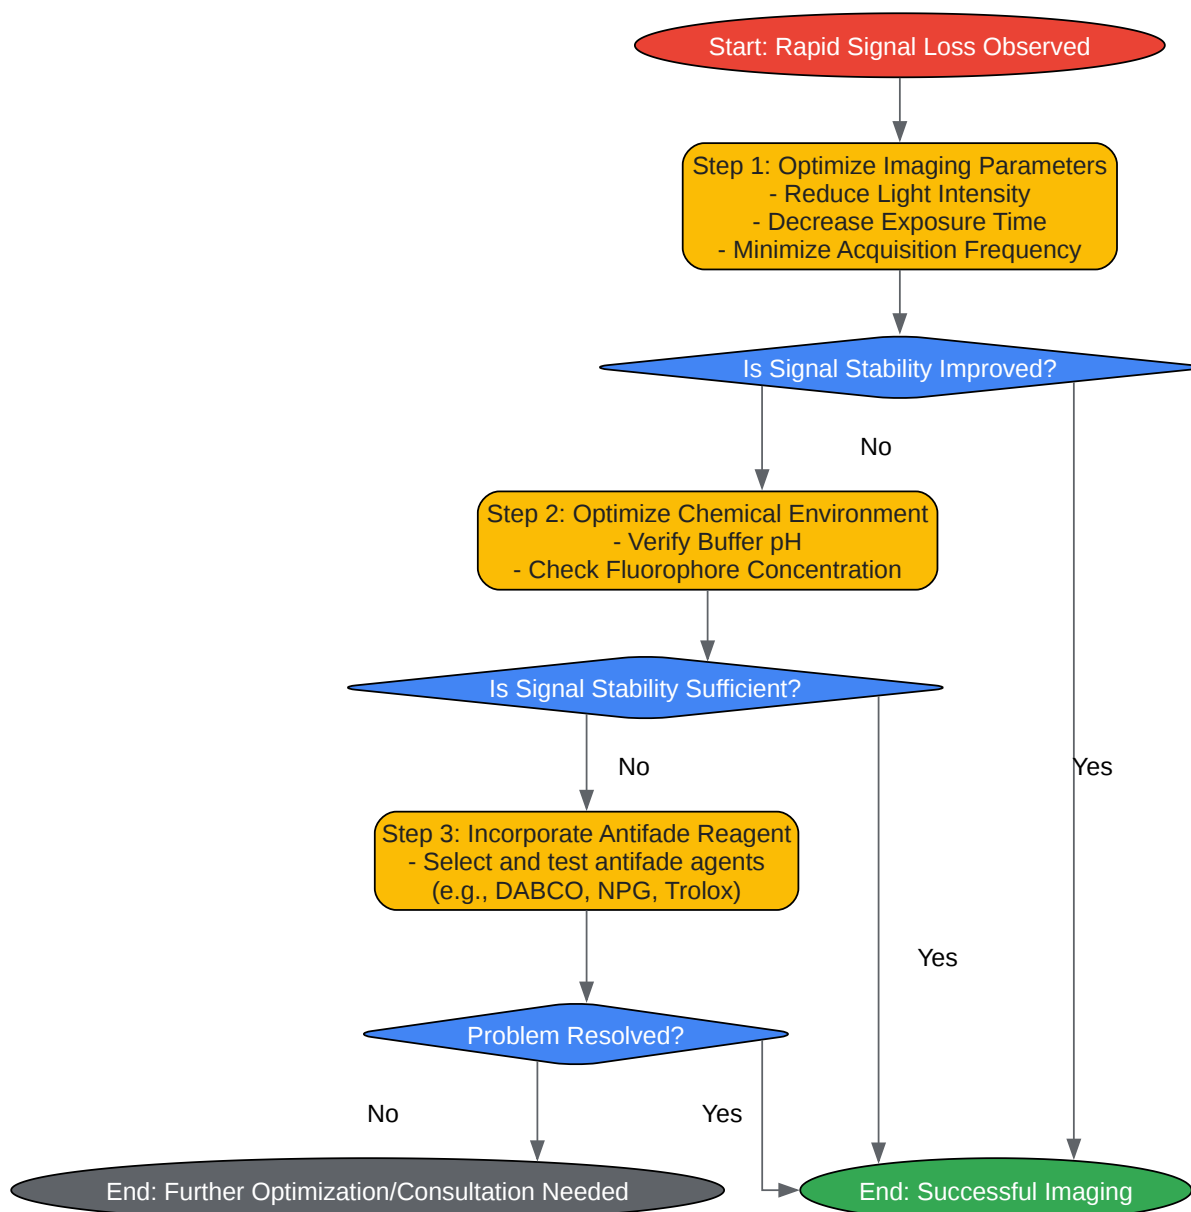 Start: Rapid Signal Loss Observed
Step 1: Optimize Imaging Parameters
- Reduce Light Intensity
- Decrease Exposure Time
- Minimize Acquisition Frequency
Is Signal Stability Improved?
No
Step 2: Optimize Chemical Environment
- Verify Buffer pH
- Check Fluorophore Concentration
Is Signal Stability Sufficient?
No
Yes
Step 3: Incorporate Antifade Reagent
- Select and test antifade agents
(e.g., DABCO, NPG, Trolox)
Yes
Problem Resolved?
No
Yes
End: Further Optimization/Consultation Needed
End: Successful Imaging